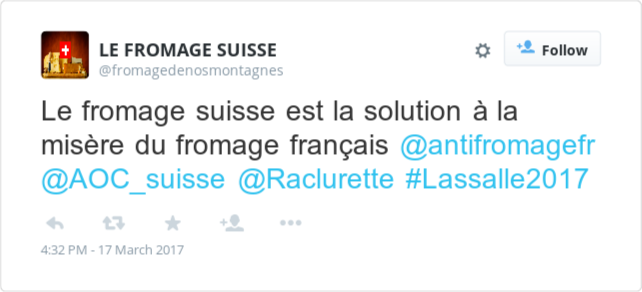 LE FROMAGE SUISSE
Follow
@fromagedenosmontagnes
Le fromage suisse est la solution à la
misère du fromage français @antifromagefr
@AOC_suisse @Raclurette #Lassalle2017
4:32 PM - 17 March 2017